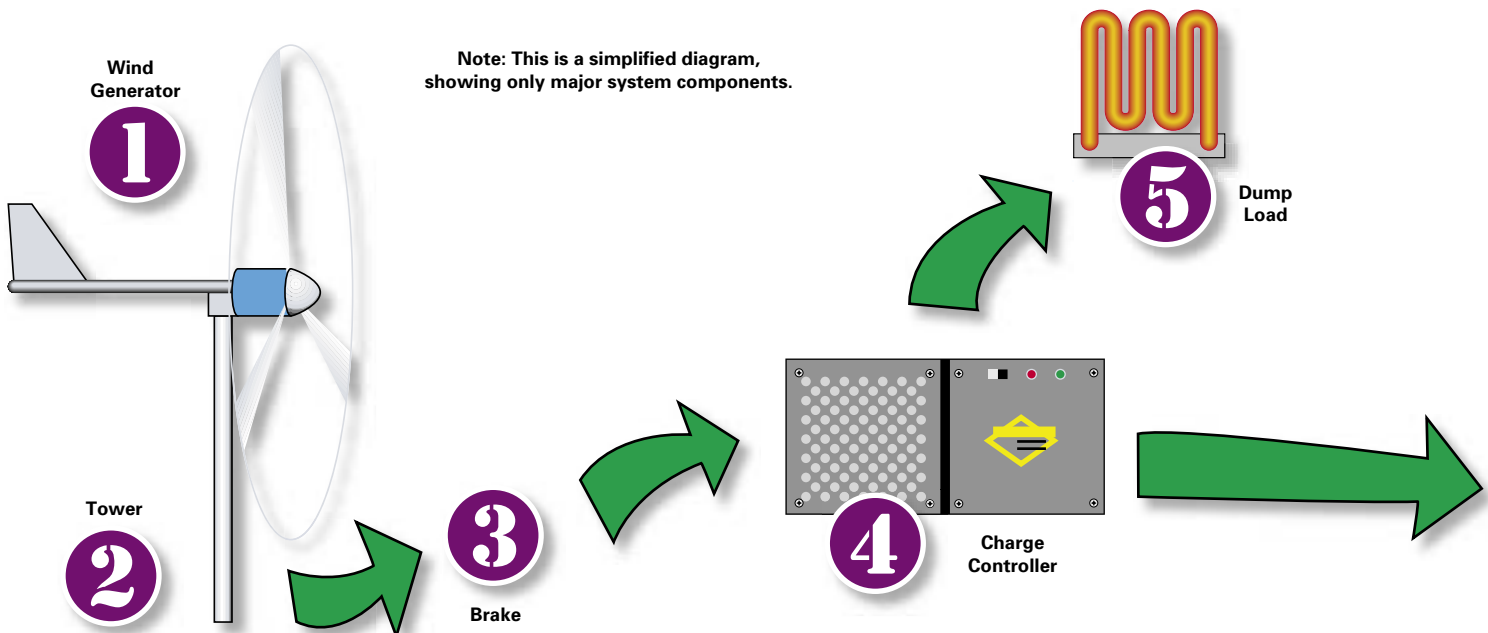 Note: This is a simplified diagram,
showing only major system components.
Wind
Generator
1
Tower
2
3
Brake
4
Charge
Controller
5
Dump
Load